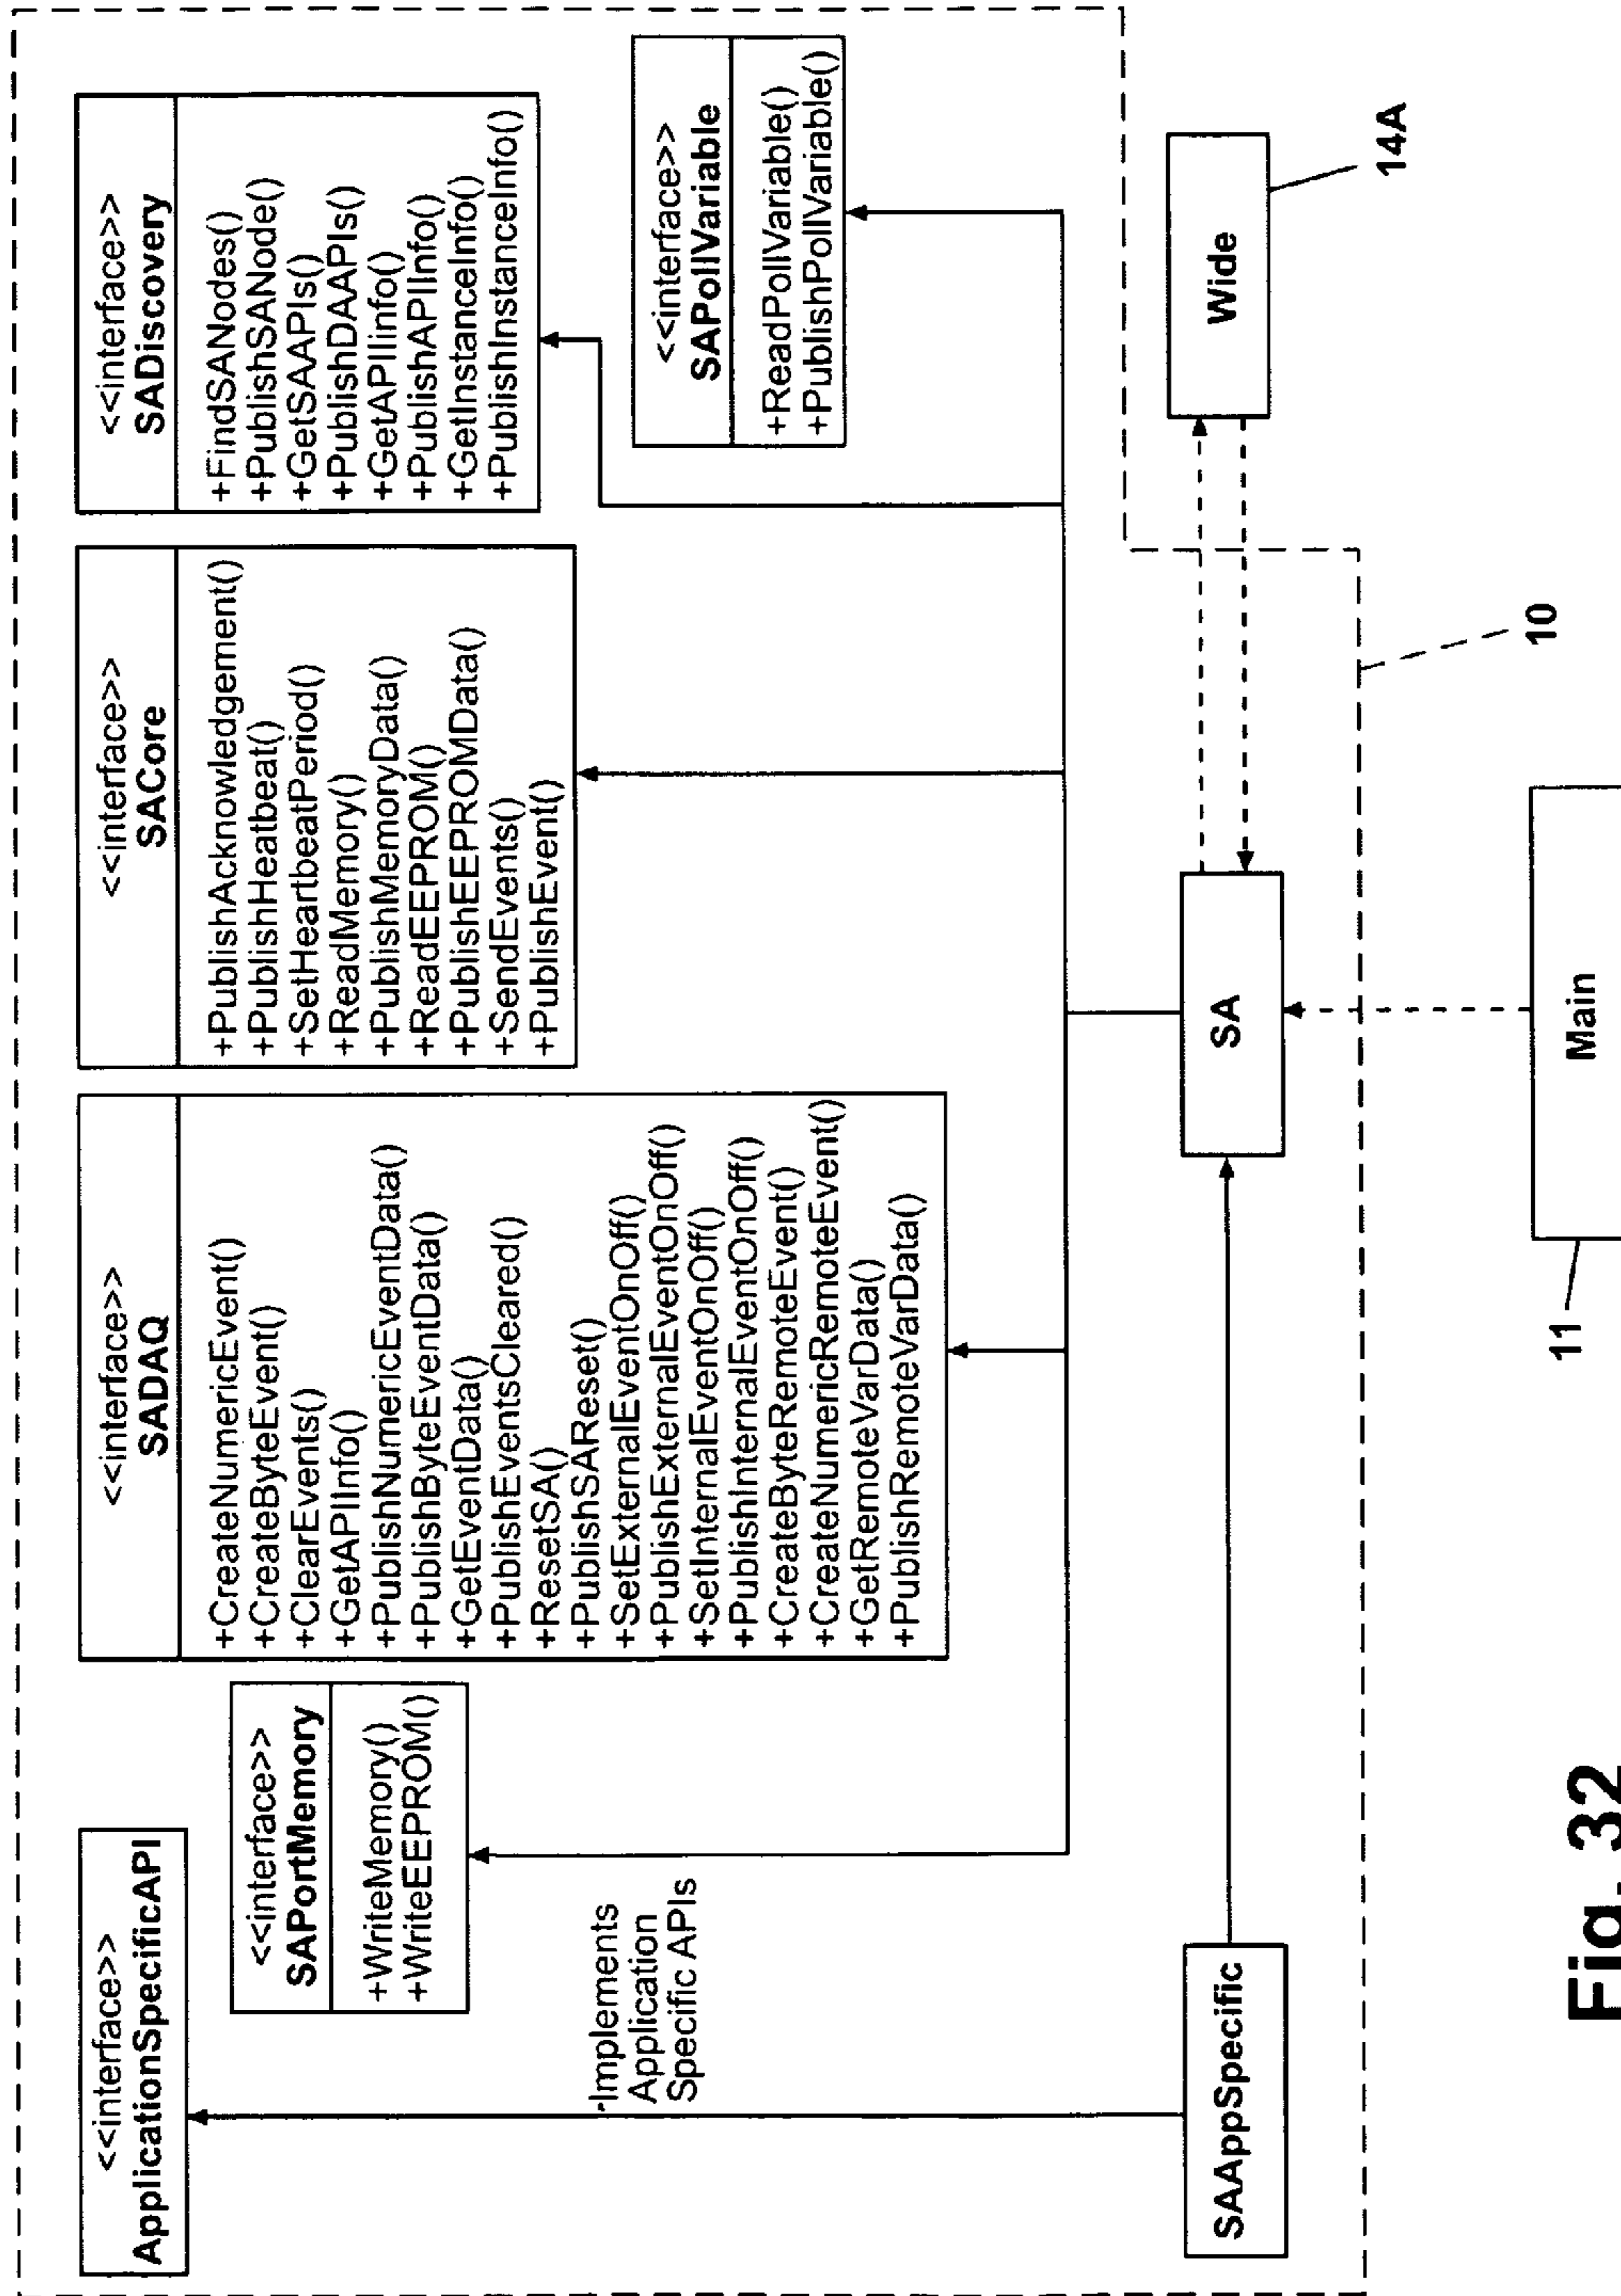 <<interface>>
ApplicationSpecificAPI
<<interface>>
SAPortMemory
+WriteMemory()
+WriteEEPROM()
<<interface>>
SADAQ
+CreateNumericEvent()
+CreateByteEvent()
+ClearEvents()
+GetAPIInfo()
+PublishNumericEventData()
+PublishByteEventData()
+GetEventData()
+PublishEventsCleared()
+ResetSA()
+PublishSAReset()
+SetExternalEventOnOff()
+PublishExternalEventOnOff()
+SetInternalEventOnOff()
+PublishInternalEventOnOff()
+CreateByteRemoteEvent()
+CreateNumericRemoteEvent()
+GetRemoteVarData()
+PublishRemoteVarData()
<<interface>>
SACore
+PublishAcknowledgement()
+PublishHeatbeat()
+SetHeartbeatPeriod()
+ReadMemory()
+PublishMemoryData()
+ReadEEPROM()
+PublishEEPROMData()
+SendEvents()
+PublishEvent()
<<interface>>
SADiscovery
+FindSANodes()
+PublishSANode()
+GetSAAPIs()
+PublishDAAPIs()
+GetAPIInfo()
+PublishAPIInfo()
+GetInstanceInfo()
+PublishInstanceInfo()
<<interface>>
SAPollVariable
+ReadPollVariable()
+PublishPollVariable()
-Implements
Application
Specific APIs
SAAppSpecific
SA
Wide
14A
10
Main
11
Fig. 32